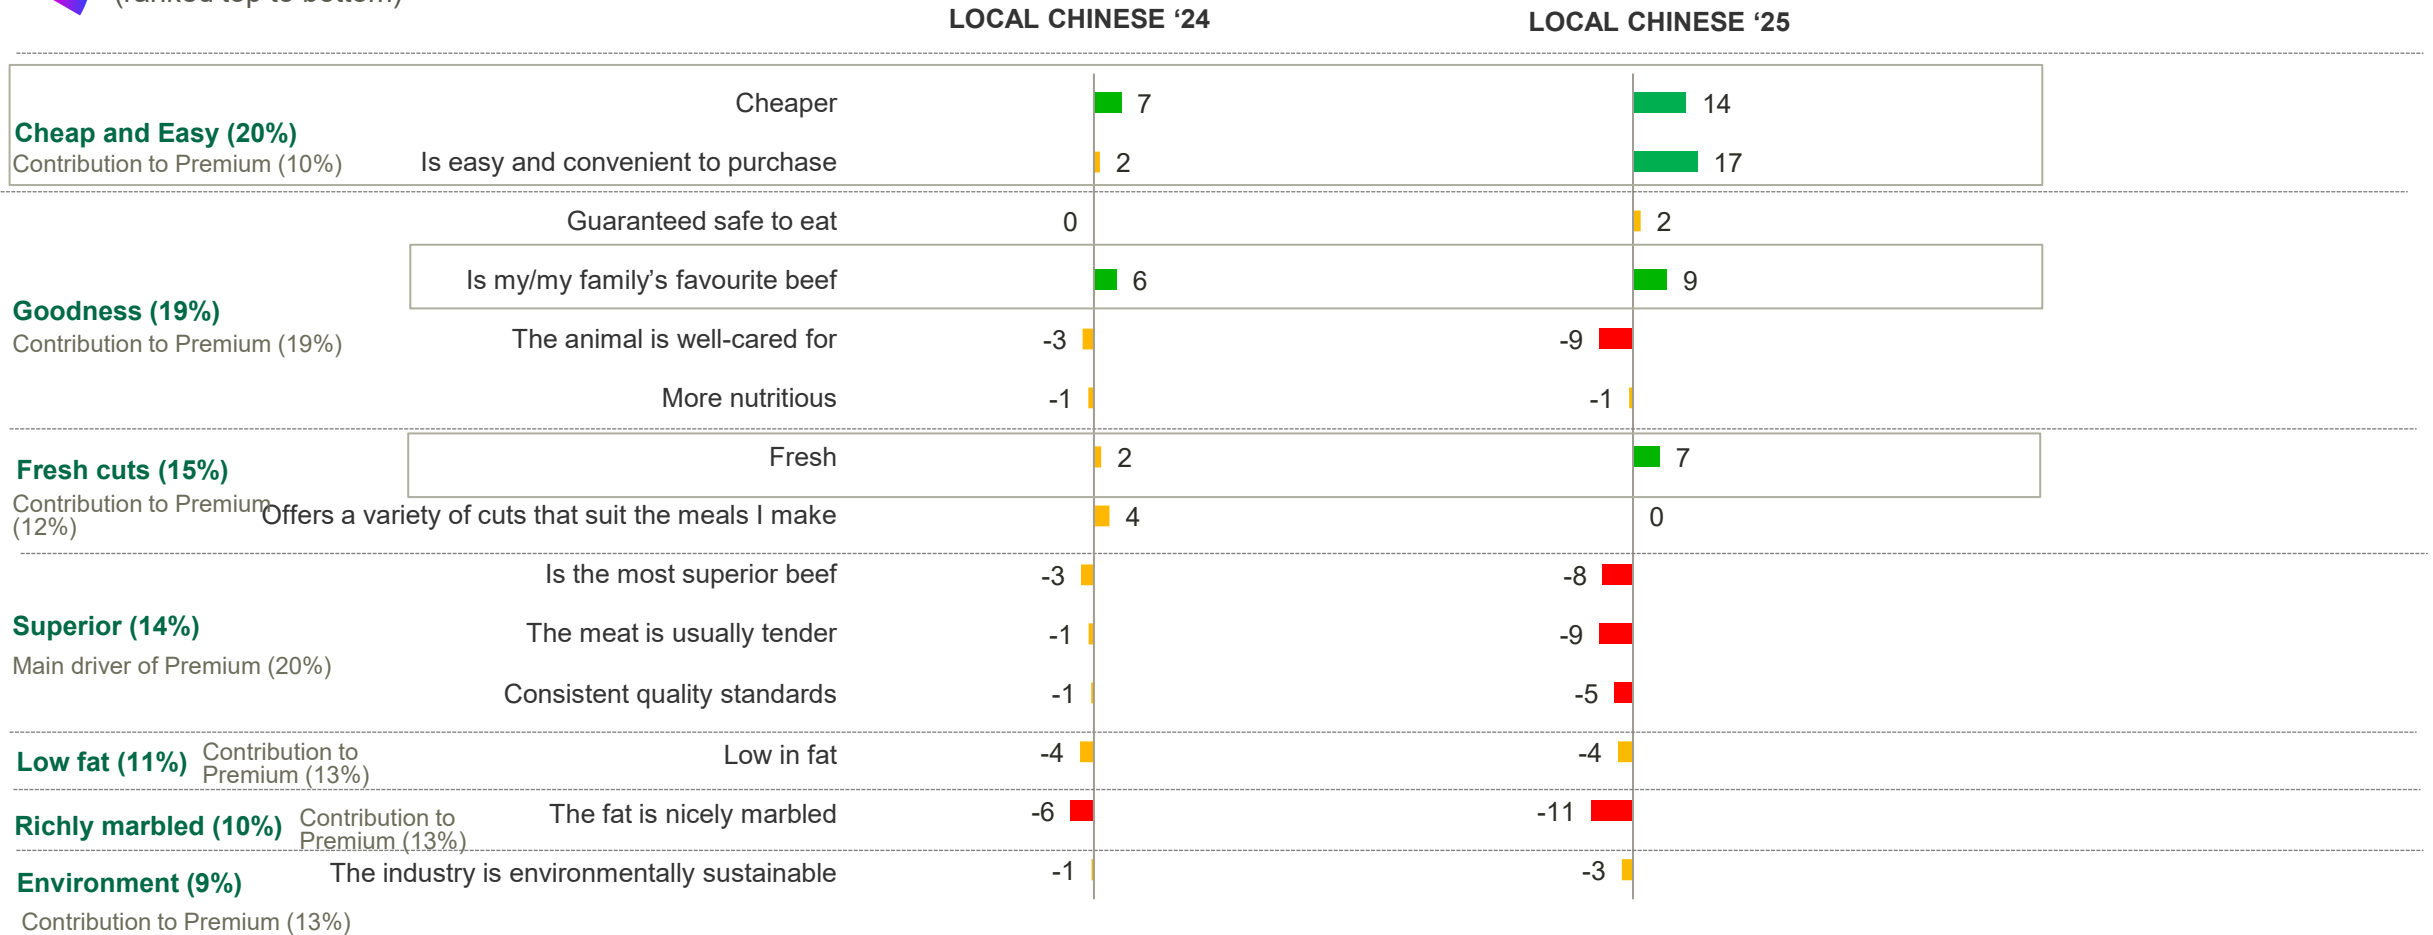 (ranked top to bottom)
LOCAL CHINESE ‘24
LOCAL CHINESE ‘25
Cheap and Easy (20%)
Contribution to Premium (10%)
Cheaper
7
14
Is easy and convenient to purchase
2
17
Goodness (19%)
Contribution to Premium (19%)
Guaranteed safe to eat
0
2
Is my/my family’s favourite beef
6
9
The animal is well-cared for
-3
-9
More nutritious
-1
-1
Fresh cuts (15%)
Contribution to Premium
(12%)
Fresh
2
7
Offers a variety of cuts that suit the meals I make
4
0
Superior (14%)
Main driver of Premium (20%)
Is the most superior beef
-3
-8
The meat is usually tender
-1
-9
Consistent quality standards
-1
-5
Low fat (11%)
Contribution to
Premium (13%)
Low in fat
-4
-4
Richly marbled (10%)
Contribution to
Premium (13%)
The fat is nicely marbled
-6
-11
Environment (9%)
Contribution to Premium (13%)
The industry is environmentally sustainable
-1
-3